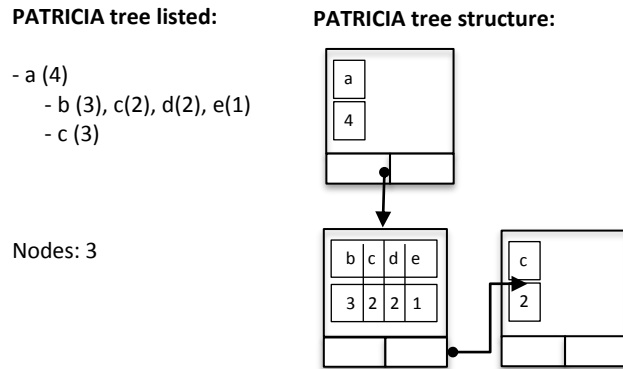 PATRICIA tree listed:
PATRICIA tree structure:
- a (4)
- b (3), c(2), d(2), e(1)
- c (3)
Nodes: 3
a
4
b c d e
3 2 2 1
c
2